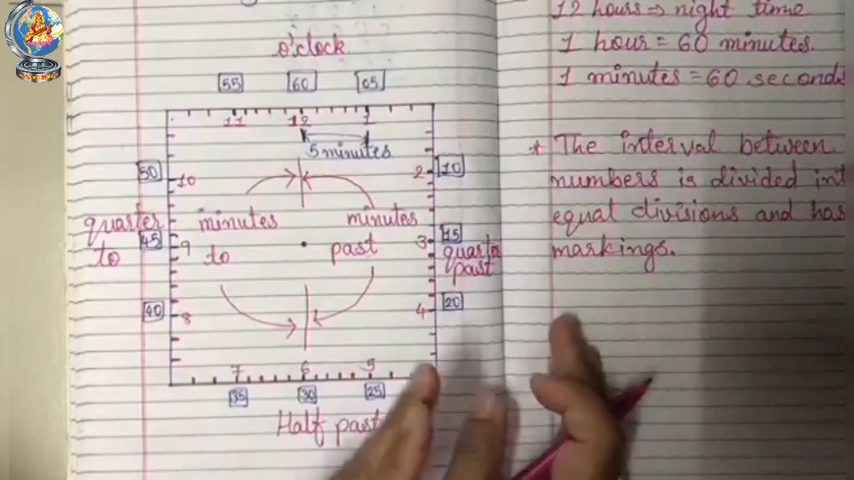 o'clock
55 60 05
11 12 1
5 minutes
50 10 2 10
quarter minutes minutes 15
45 9 to past 3 quarter
to past
40 8 4 20
7 6 5
35 30 25
Half past
12 hours ⇒ night time
1 hour = 60 minutes.
1 minutes = 60 seconds
* The interval between
numbers is divided int
equal divisions and has
markings.